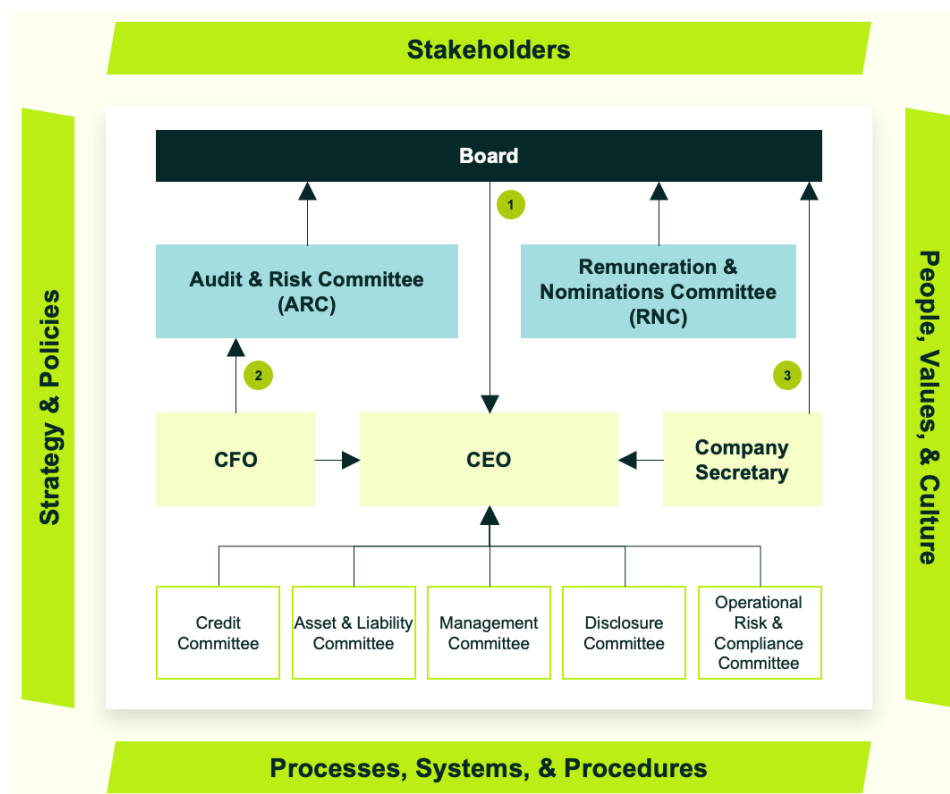 Stakeholders
Board
1
Audit & Risk Committee
(ARC)
Remuneration &
Nominations Committee
(RNC)
2
3
CFO
CEO
Company
Secretary
Credit
Committee
Asset & Liability
Committee
Management
Committee
Disclosure
Committee
Operational
Risk &
Compliance
Committee
Strategy & Policies
People, Values, & Culture
Processes, Systems, & Procedures